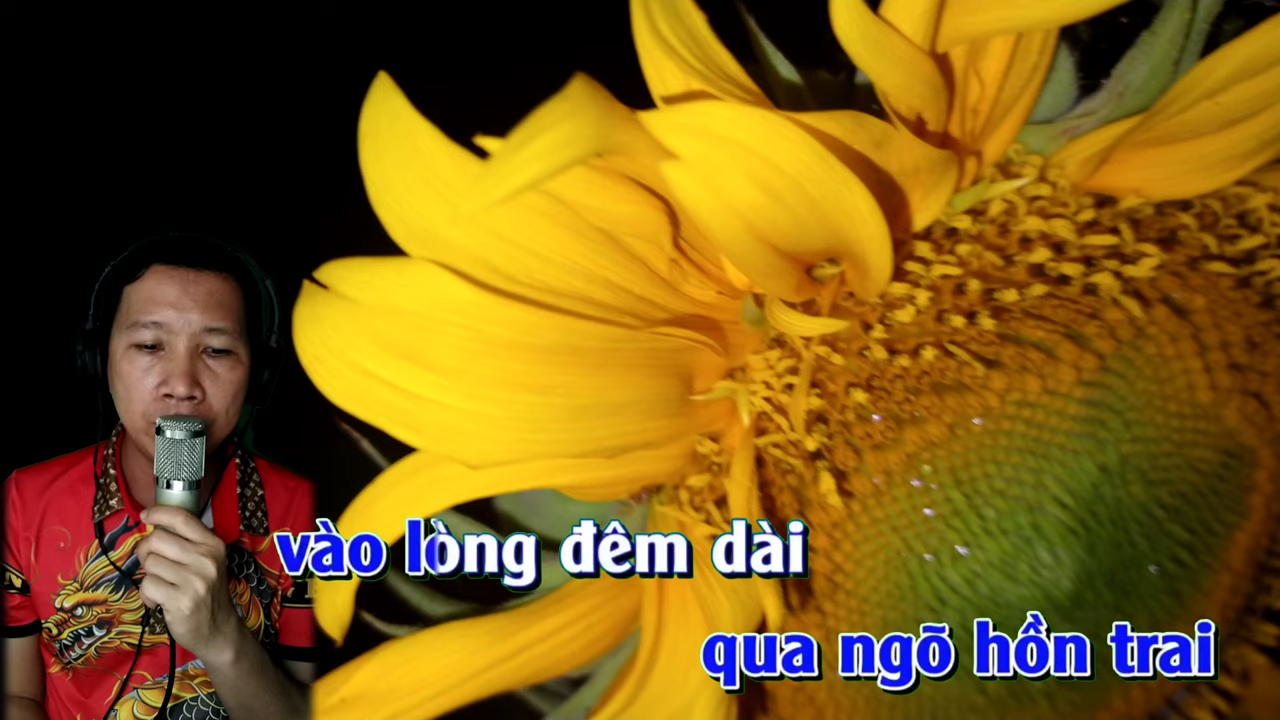 vào lòng đêm dài
qua ngõ hồn trai